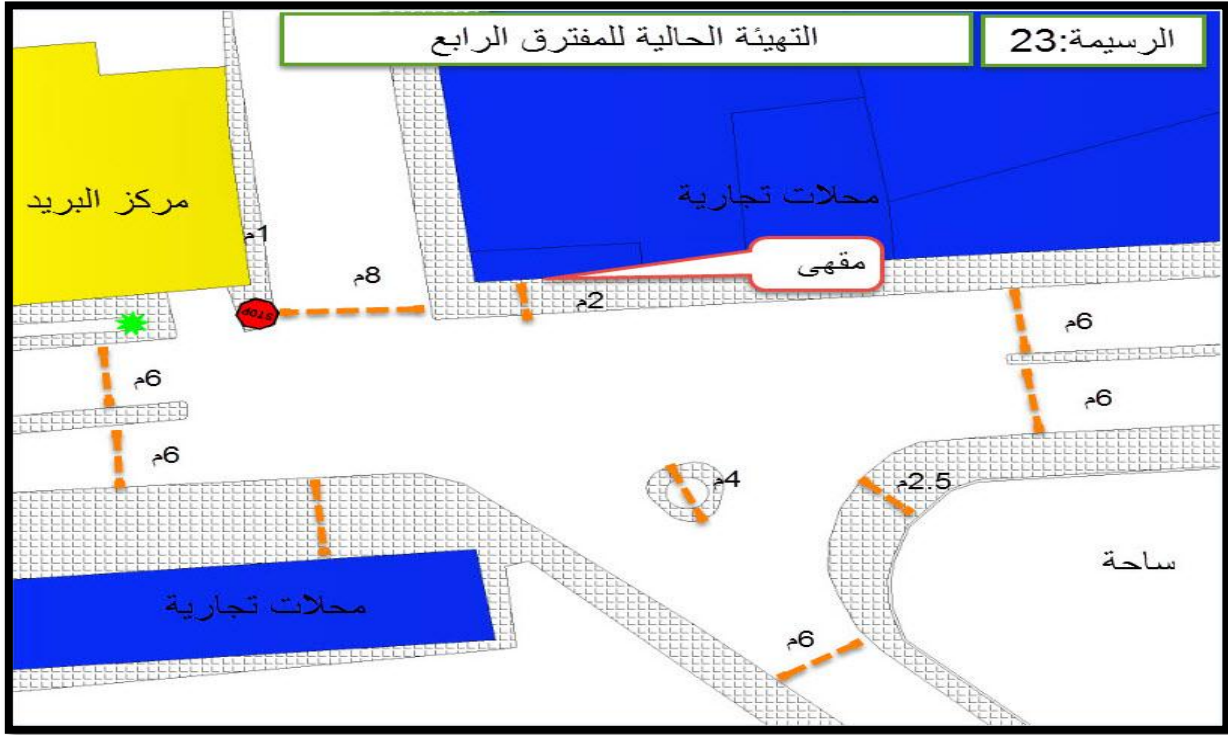 الرسيمة:23
التهيئة الحالية للمفترق الرابع
محلات تجارية
مركز البريد
1م
8م
مقهى
STOP
2م
6م
6م
6م
6م
4م
2.5م
ساحة
محلات تجارية
6م